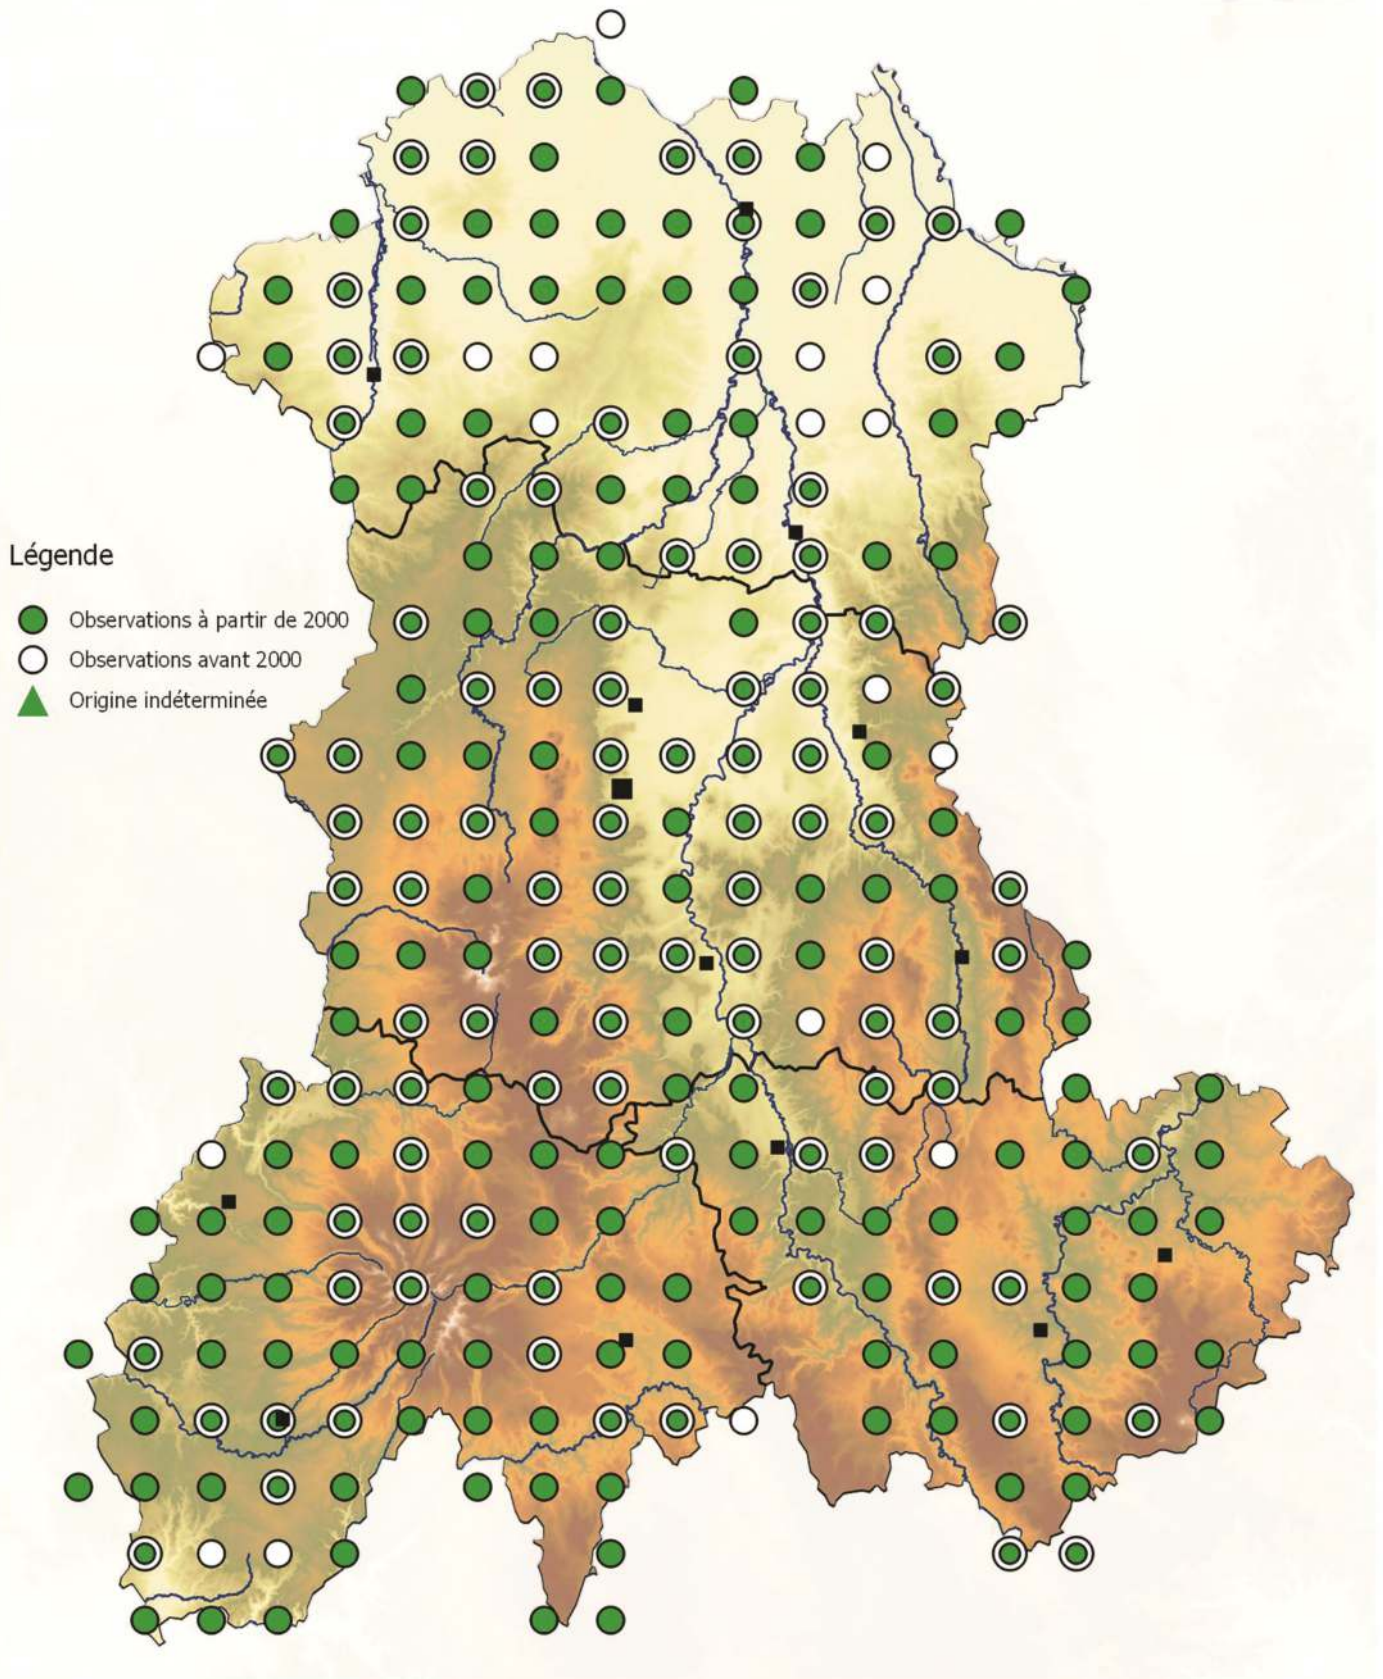 Légende
Observations à partir de 2000
Observations avant 2000
Origine indéterminée